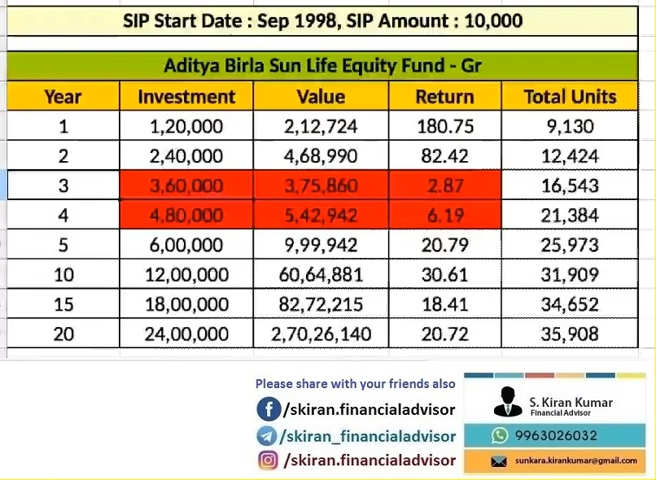 SIP Start Date : Sep 1998, SIP Amount : 10,000
Aditya Birla Sun Life Equity Fund - Gr
Year Investment Value Return Total Units
1 1,20,000 2,12,724 180.75 9,130
2 2,40,000 4,68,990 82.42 12,424
3 3,60,000 3,75,860 2.87 16,543
4 4,80,000 5,42,942 6.19 21,384
5 6,00,000 9,99,942 20.79 25,973
10 12,00,000 60,64,881 30.61 31,909
15 18,00,000 82,72,215 18.41 34,652
20 24,00,000 2,70,26,140 20.72 35,908
Please share with your friends also
/skiran.financialadvisor
/skiran_financialadvisor
/skiran.financialadvisor
S. Kiran Kumar
Financial Advisor
9963026032
sunkara.kirankumar@gmail.com